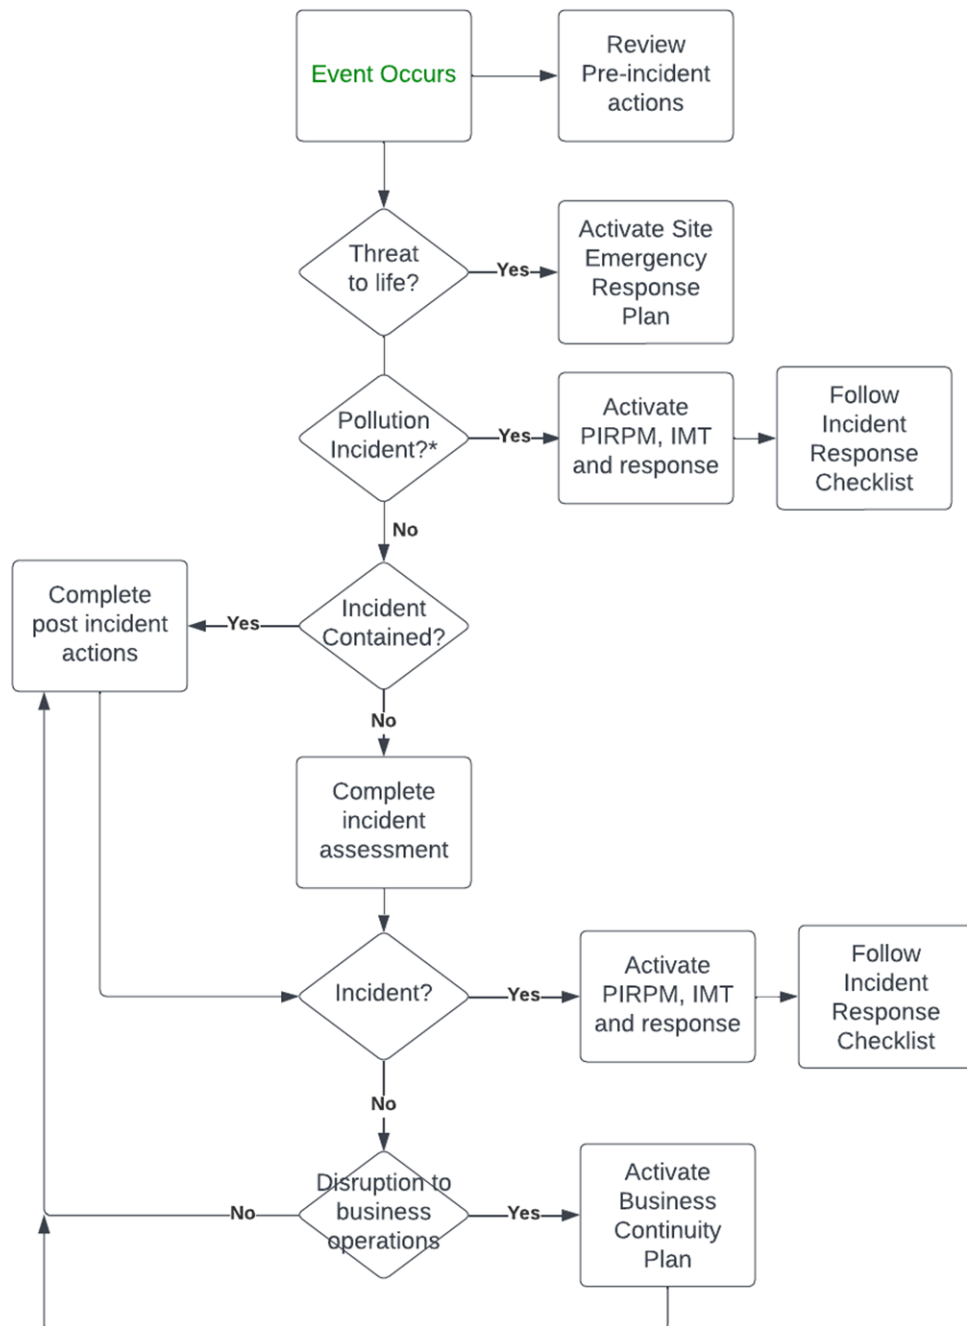 Event Occurs
Review
Pre-incident
actions
Threat
to life?
Yes
Activate Site
Emergency
Response
Plan
Pollution
Incident?*
Yes
Activate
PIRPM, IMT
and response
Follow
Incident
Response
Checklist
No
Incident
Contained?
Yes
Complete
post incident
actions
No
Complete
incident
assessment
Incident?
Yes
Activate
PIRPM, IMT
and response
Follow
Incident
Response
Checklist
No
Disruption to
business
operations
No
Yes
Activate
Business
Continuity
Plan